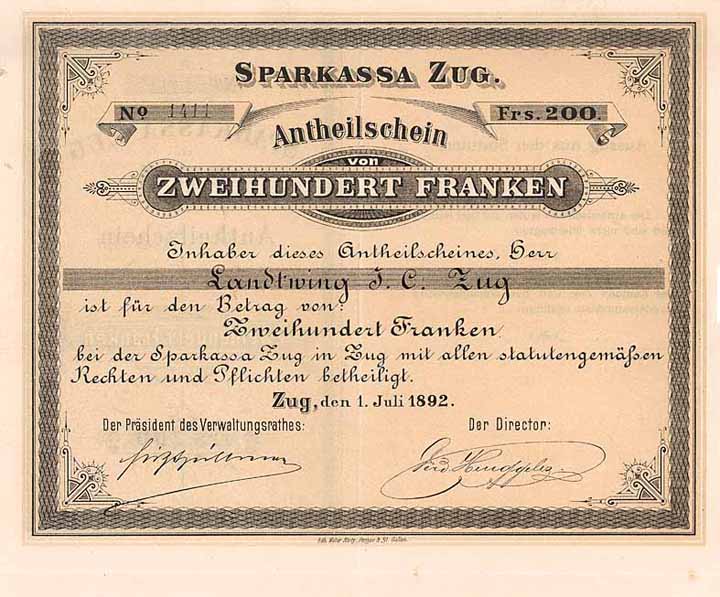 SPARKASSA ZUG.
No 1411
Frs. 200.
Antheilschein
von
ZWEIHUNDERT FRANKEN
Inhaber dieses Antheilscheines, Herr
Landtwing J. C. Zug
ist für den Betrag von:
Zweihundert Franken
bei der Sparkassa Zug in Zug mit allen statutengemäßen
Rechten und Pflichten betheiligt.
Zug, den 1. Juli 1892.
Der Präsident des Verwaltungsrathes:
Der Director: